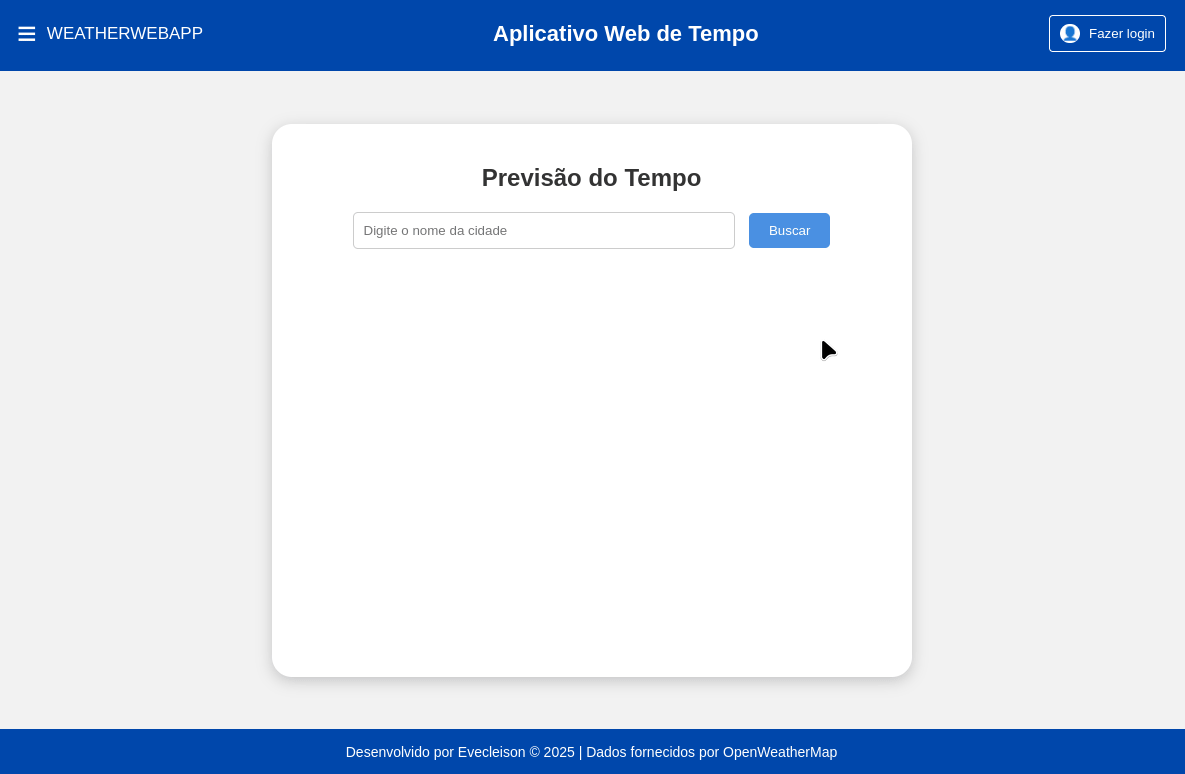 WEATHERWEBAPP
Aplicativo Web de Tempo
Fazer login
Previsão do Tempo
Digite o nome da cidade
Buscar
Desenvolvido por Evecleison © 2025 | Dados fornecidos por OpenWeatherMap